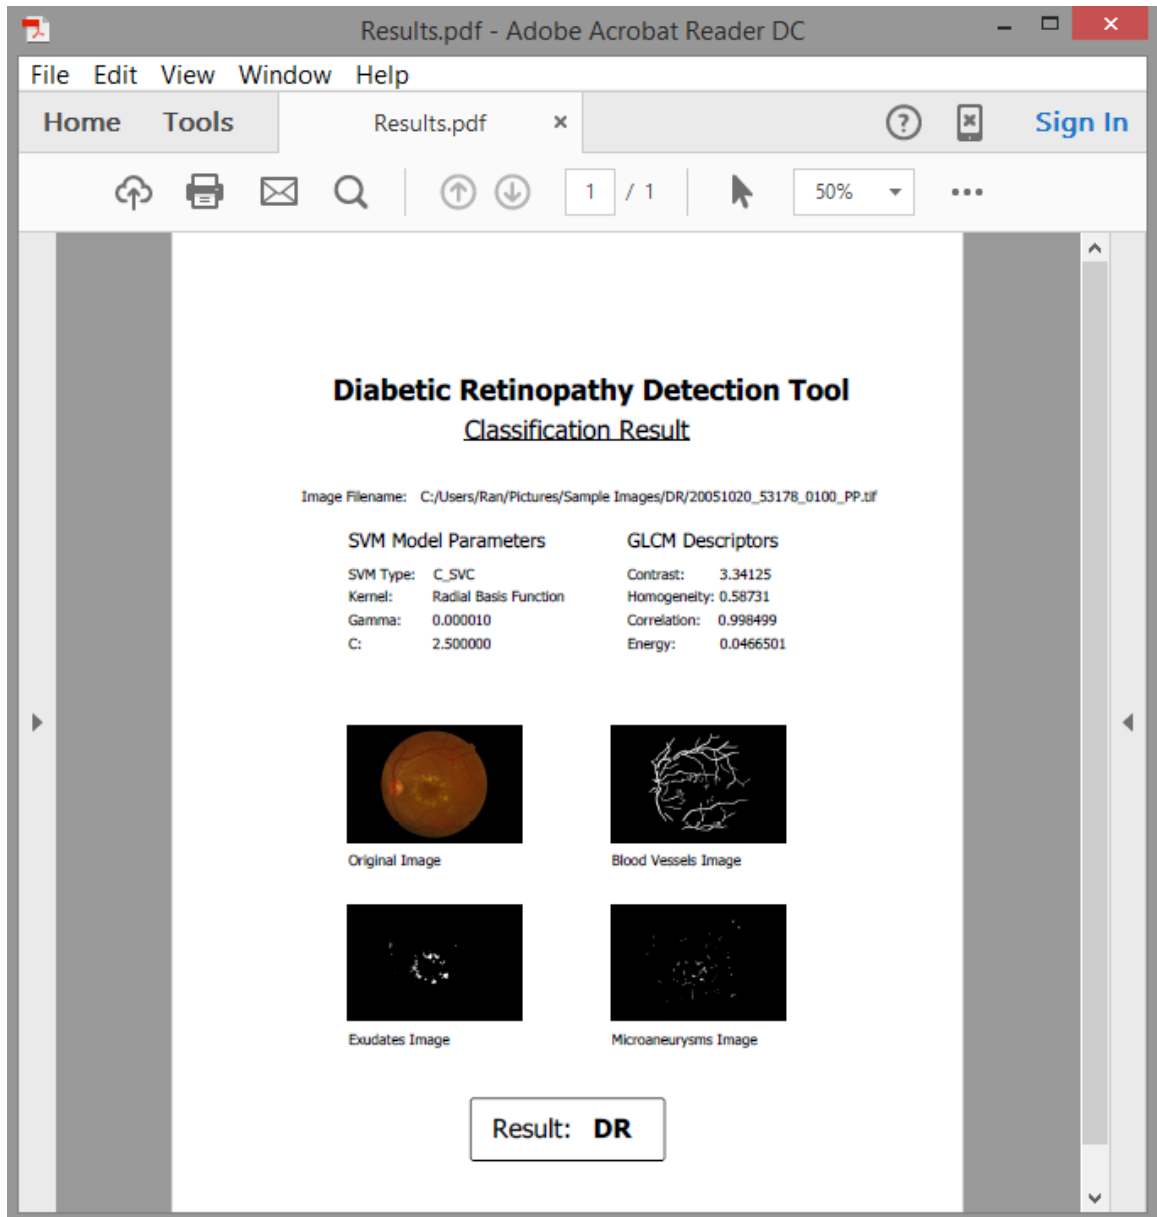 Results.pdf - Adobe Acrobat Reader DC
File Edit View Window Help
Home Tools Results.pdf × ? Sign In
1 / 1 50%
Diabetic Retinopathy Detection Tool
Classification Result
Image Filename: C:/Users/Ran/Pictures/Sample Images/DR/20051020_53178_0100_PP.tif
SVM Model Parameters
SVM Type: C_SVC
Kernel: Radial Basis Function
Gamma: 0.000010
C: 2.500000
GLCM Descriptors
Contrast: 3.34125
Homogeneity: 0.58731
Correlation: 0.998499
Energy: 0.0466501
Original Image
Blood Vessels Image
Exudates Image
Microaneurysms Image
Result: DR